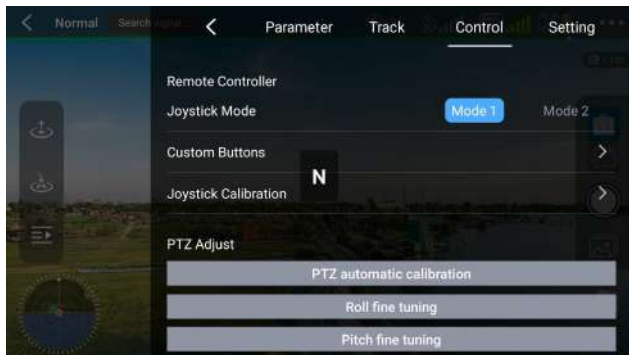 Normal Search
Parameter Track Control Setting
Remote Controller
Joystick Mode Mode 1 Mode 2
Custom Buttons
N
Joystick Calibration
PTZ Adjust
PTZ automatic calibration
Roll fine tuning
Pitch fine tuning